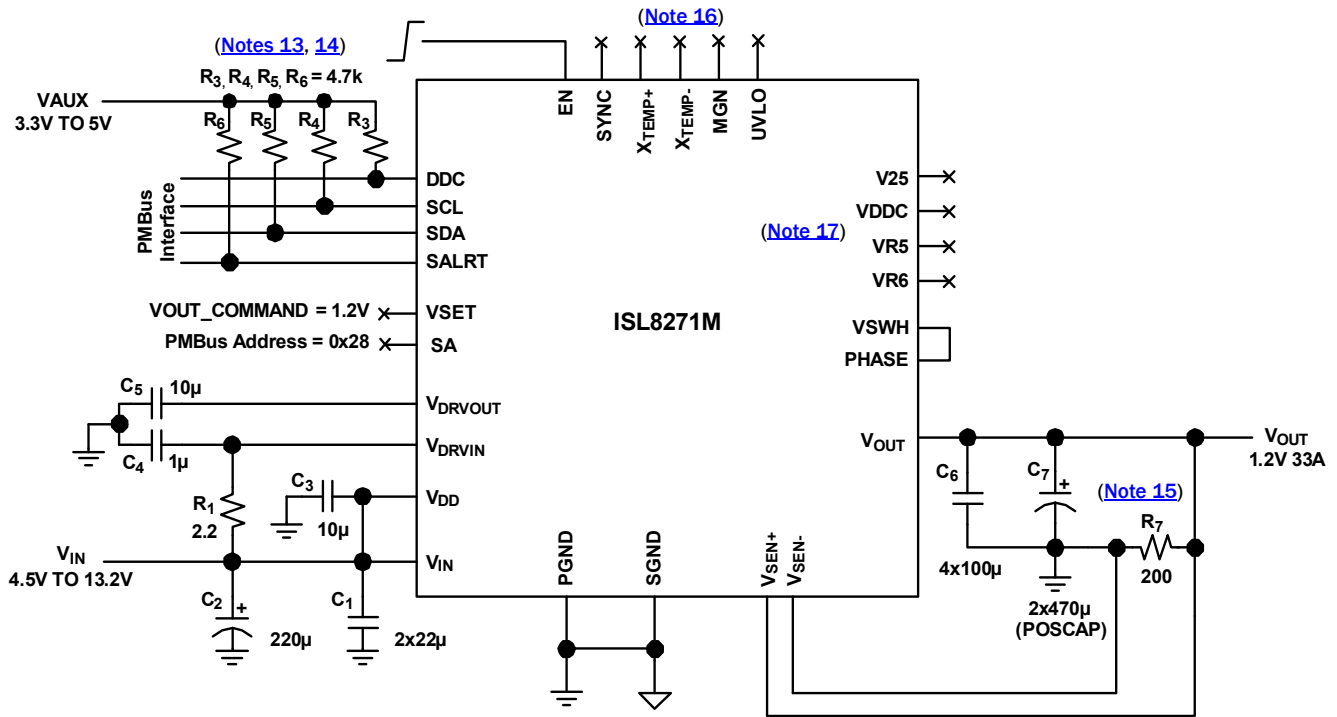 (Note 16)
(Notes 13, 14)
R3, R4, R5, R6 = 4.7k
VAUX
3.3V TO 5V
R6
R5
R4
R3
EN
SYNC
XTEMP+
XTEMP-
MGN
UVLO
PMBus
Interface
DDC
SCL
SDA
SALRT
V25
VDDC
(Note 17)
VR5
VR6
VOUT_COMMAND = 1.2V
VSET
ISL8271M
VSWH
PMBus Address = 0x28
SA
PHASE
C5
10µ
VDRVOUT
C4
1µ
VDRVIN
VOUT
VOUT
1.2V 33A
R1
2.2
C3
10µ
VDD
C6
C7
+
(Note 15)
R7
VIN
4.5V TO 13.2V
VIN
PGND
SGND
VSEN+
VSEN-
4x100µ
200
C2
+
220µ
C1
2x22µ
2x470µ
(POSCAP)